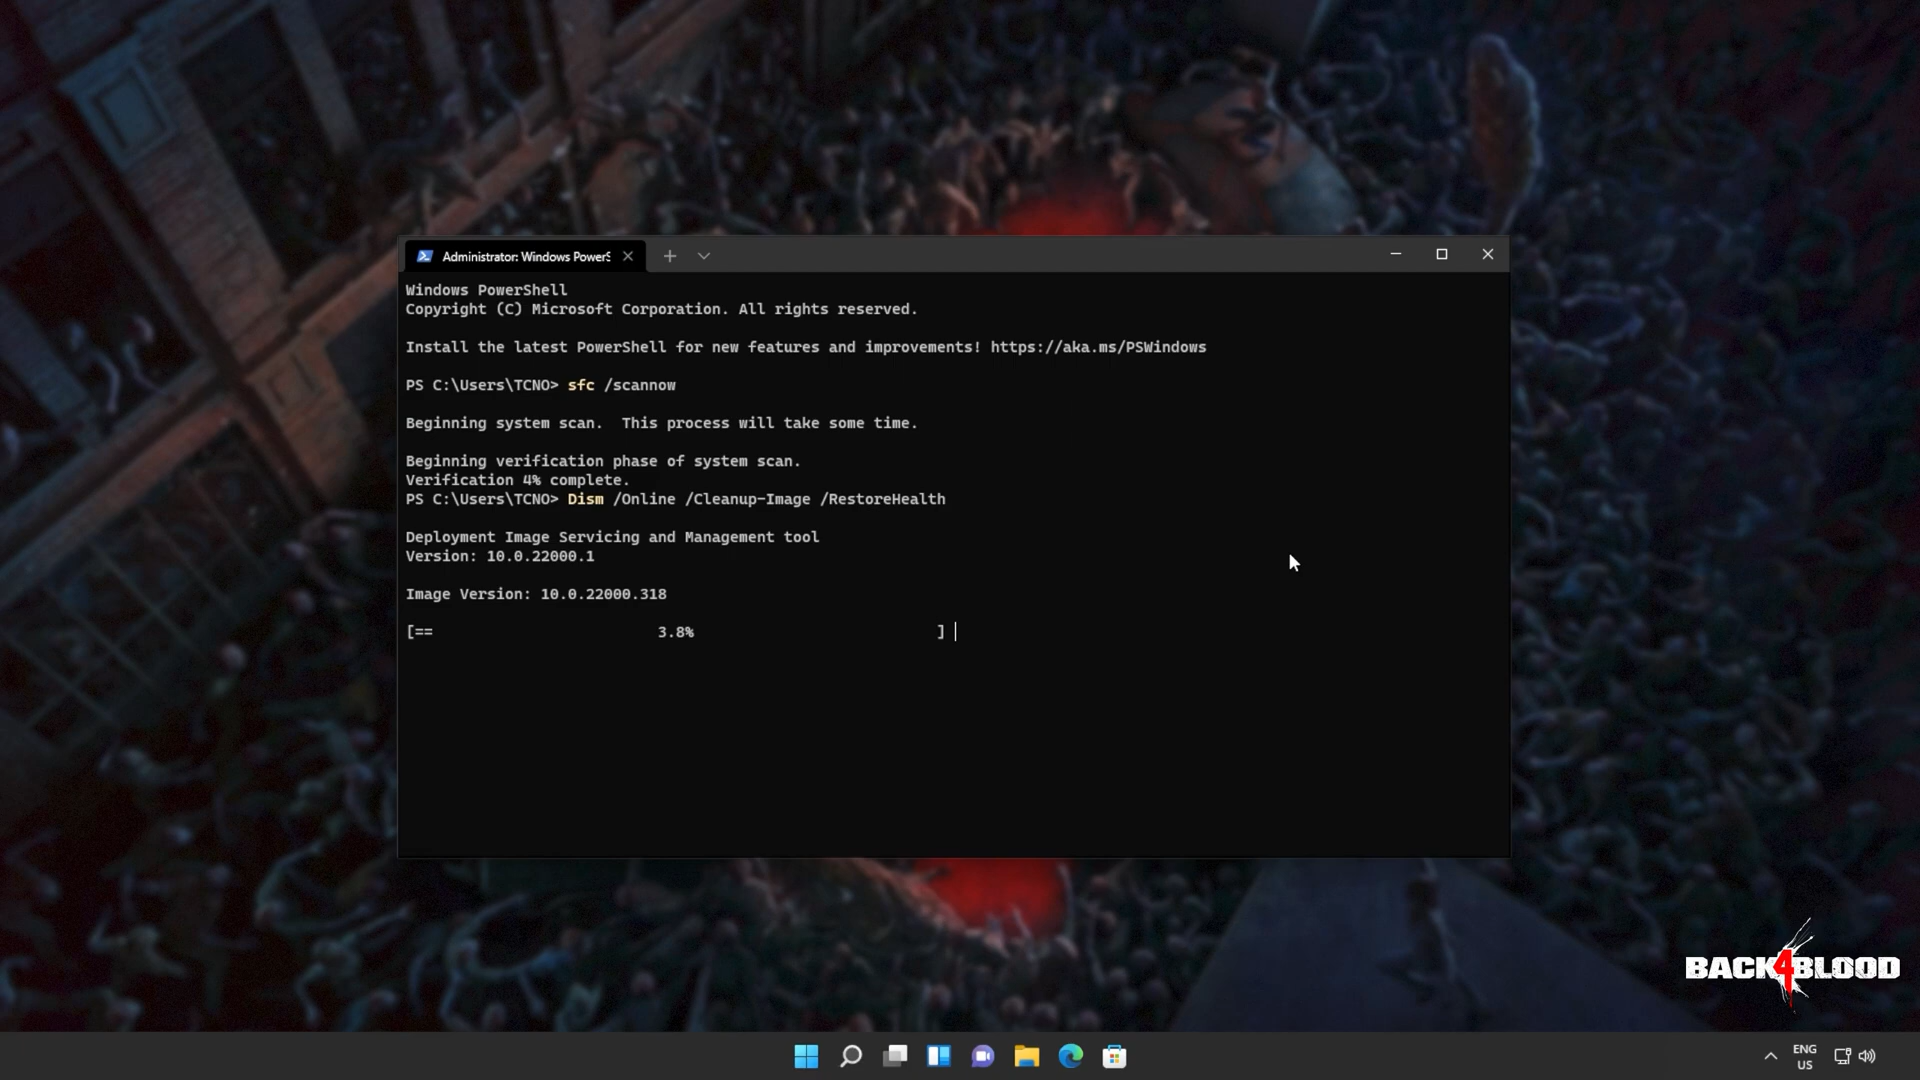 Administrator: Windows PowerS
Windows PowerShell
Copyright (C) Microsoft Corporation. All rights reserved.
Install the latest PowerShell for new features and improvements! https://aka.ms/PSWindows
PS C:\Users\TCNO> sfc /scannow
Beginning system scan.  This process will take some time.
Beginning verification phase of system scan.
Verification 4% complete.
PS C:\Users\TCNO> Dism /Online /Cleanup-Image /RestoreHealth
Deployment Image Servicing and Management tool
Version: 10.0.22000.1
Image Version: 10.0.22000.318
[==                         3.8%                           ]
BACK4BLOOD
ENG
US